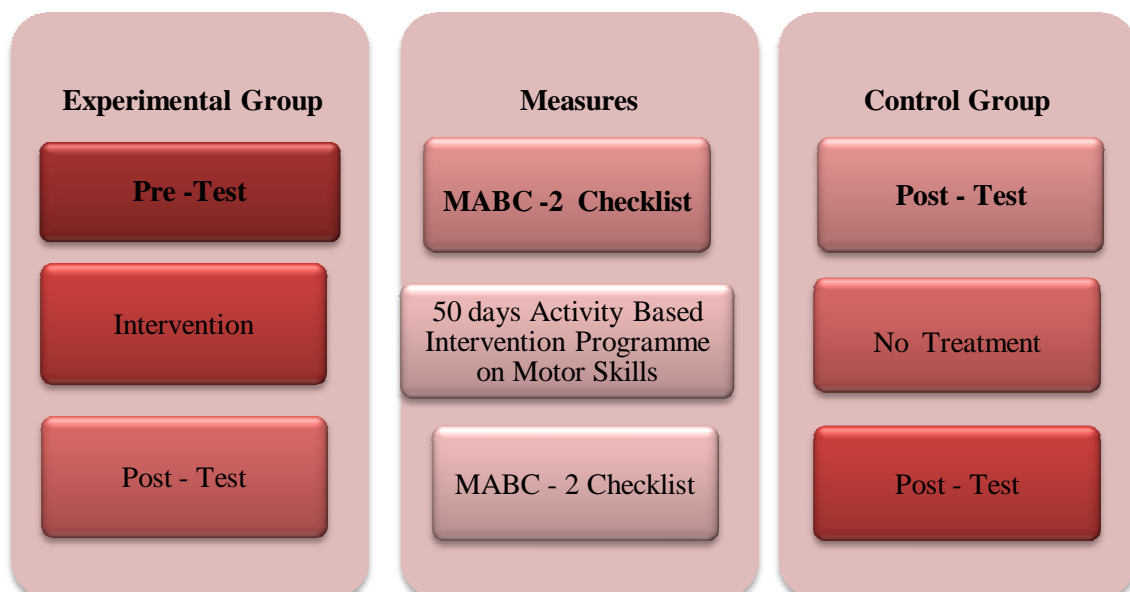 Experimental Group
Pre -Test
Intervention
Post - Test
Measures
MABC -2 Checklist
50 days Activity Based
Intervention Programme
on Motor Skills
MABC - 2 Checklist
Control Group
Post - Test
No Treatment
Post - Test